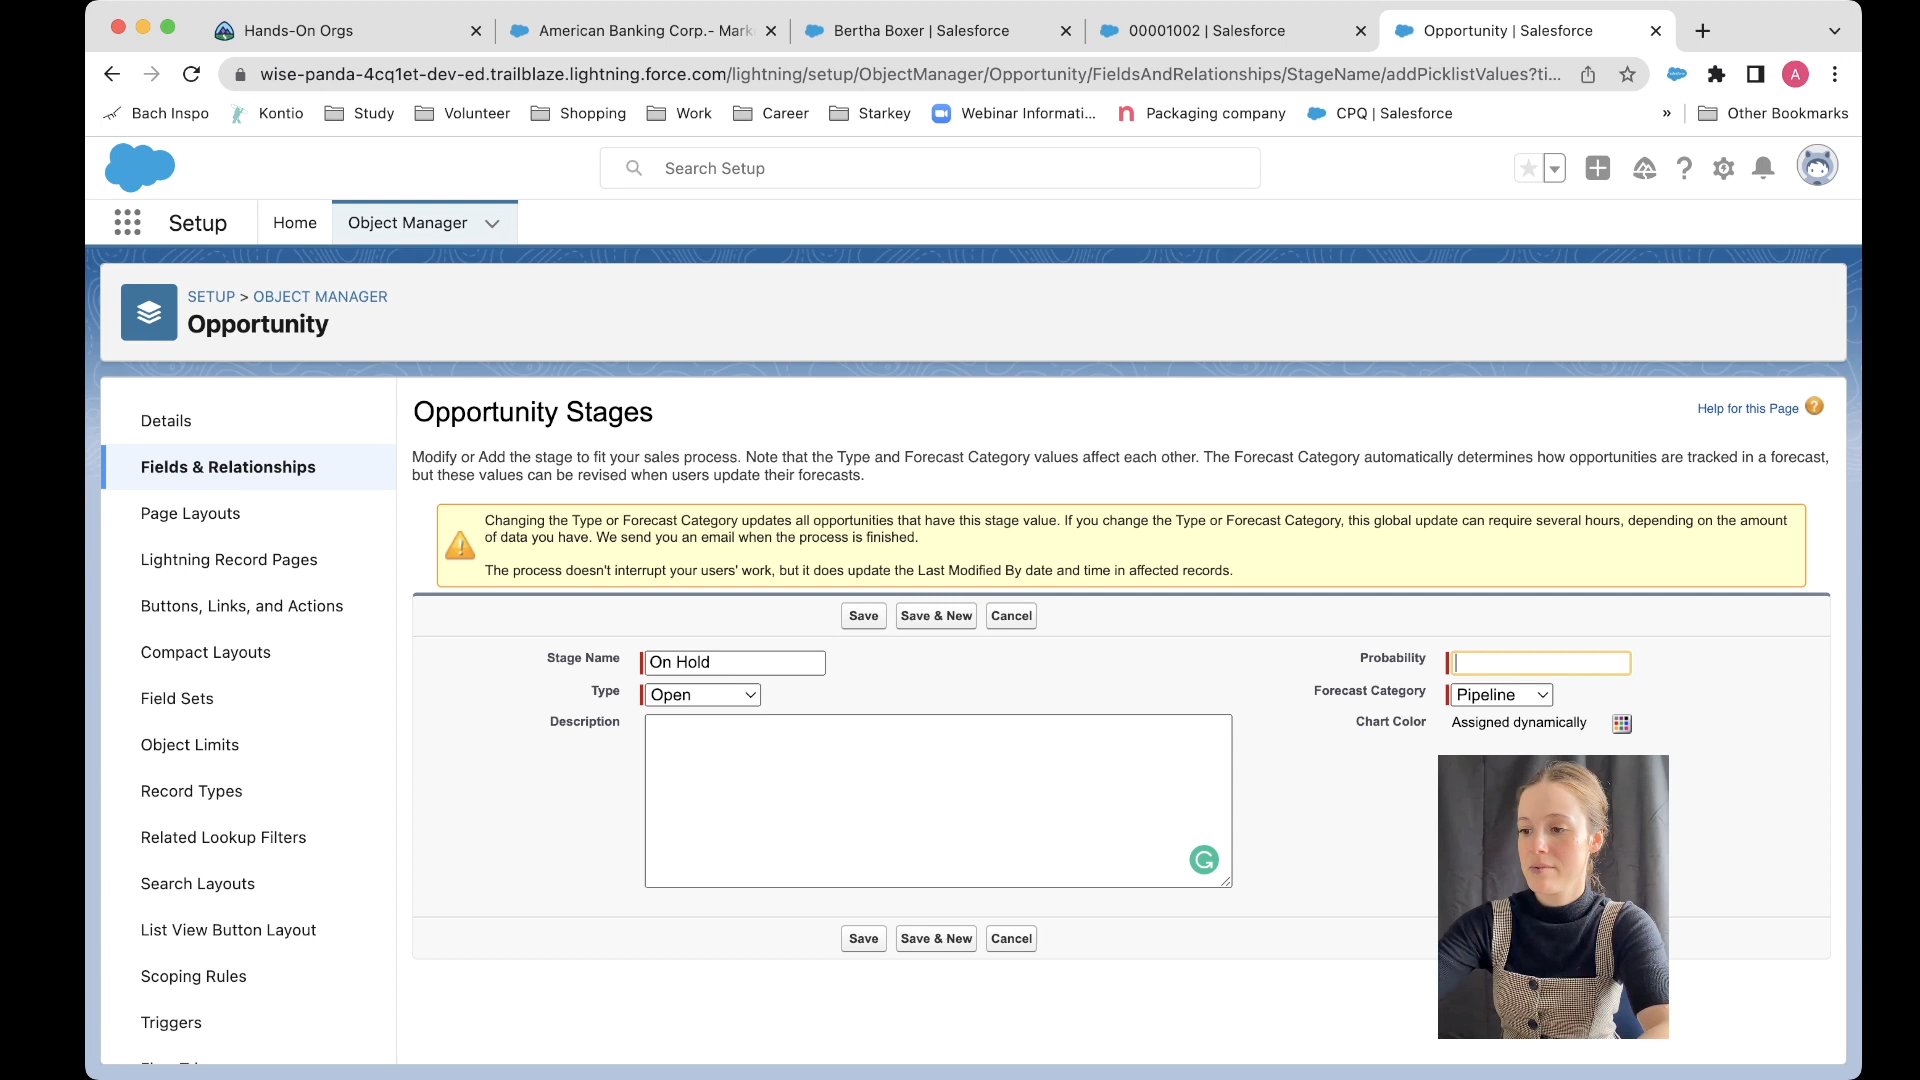 Hands-On Orgs
American Banking Corp.- Mark
Bertha Boxer | Salesforce
00001002 | Salesforce
Opportunity | Salesforce
wise-panda-4cq1et-dev-ed.trailblaze.lightning.force.com/lightning/setup/ObjectManager/Opportunity/FieldsAndRelationships/StageName/addPicklistValues?ti...
A
Bach Inspo
Kontio
Study
Volunteer
Shopping
Work
Career
Starkey
Webinar Informati...
Packaging company
CPQ | Salesforce
»
Other Bookmarks
Search Setup
Setup
Home
Object Manager
SETUP > OBJECT MANAGER
Opportunity
Details
Fields & Relationships
Page Layouts
Lightning Record Pages
Buttons, Links, and Actions
Compact Layouts
Field Sets
Object Limits
Record Types
Related Lookup Filters
Search Layouts
List View Button Layout
Scoping Rules
Triggers
Opportunity Stages
Help for this Page
Modify or Add the stage to fit your sales process. Note that the Type and Forecast Category values affect each other. The Forecast Category automatically determines how opportunities are tracked in a forecast,
but these values can be revised when users update their forecasts.
Changing the Type or Forecast Category updates all opportunities that have this stage value. If you change the Type or Forecast Category, this global update can require several hours, depending on the amount
of data you have. We send you an email when the process is finished.
The process doesn't interrupt your users' work, but it does update the Last Modified By date and time in affected records.
Save
Save & New
Cancel
Stage Name
On Hold
Probability
Type
Open
Forecast Category
Pipeline
Description
Chart Color
Assigned dynamically
Save
Save & New
Cancel